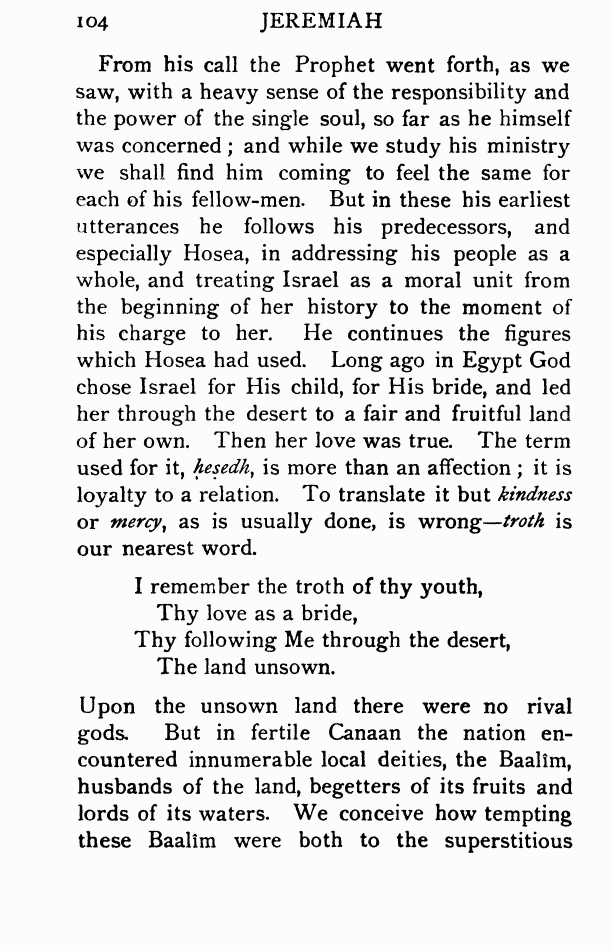 104 JEREMIAH
From his call the Prophet went forth, as we
saw, with a heavy sense of the responsibility and
the power of the single soul, so far as he himself
was concerned ; and while we study his ministry
we shall find him coming to feel the same for
each of his fellow-men. But in these his earliest
utterances he follows his predecessors, and
especially Hosea, in addressing his people as a
whole, and treating Israel as a moral unit from
the beginning of her history to the moment of
his charge to her. He continues the figures
which Hosea had used. Long ago in Egypt God
chose Israel for His child, for His bride, and led
her through the desert to a fair and fruitful land
of her own. Then her love was true. The term
used for it, ḥeṣedh, is more than an affection ; it is
loyalty to a relation. To translate it but kindness
or mercy, as is usually done, is wrong—troth is
our nearest word.
I remember the troth of thy youth,
Thy love as a bride,
Thy following Me through the desert,
The land unsown.
Upon the unsown land there were no rival
gods. But in fertile Canaan the nation en-
countered innumerable local deities, the Baalîm,
husbands of the land, begetters of its fruits and
lords of its waters. We conceive how tempting
these Baalîm were both to the superstitious